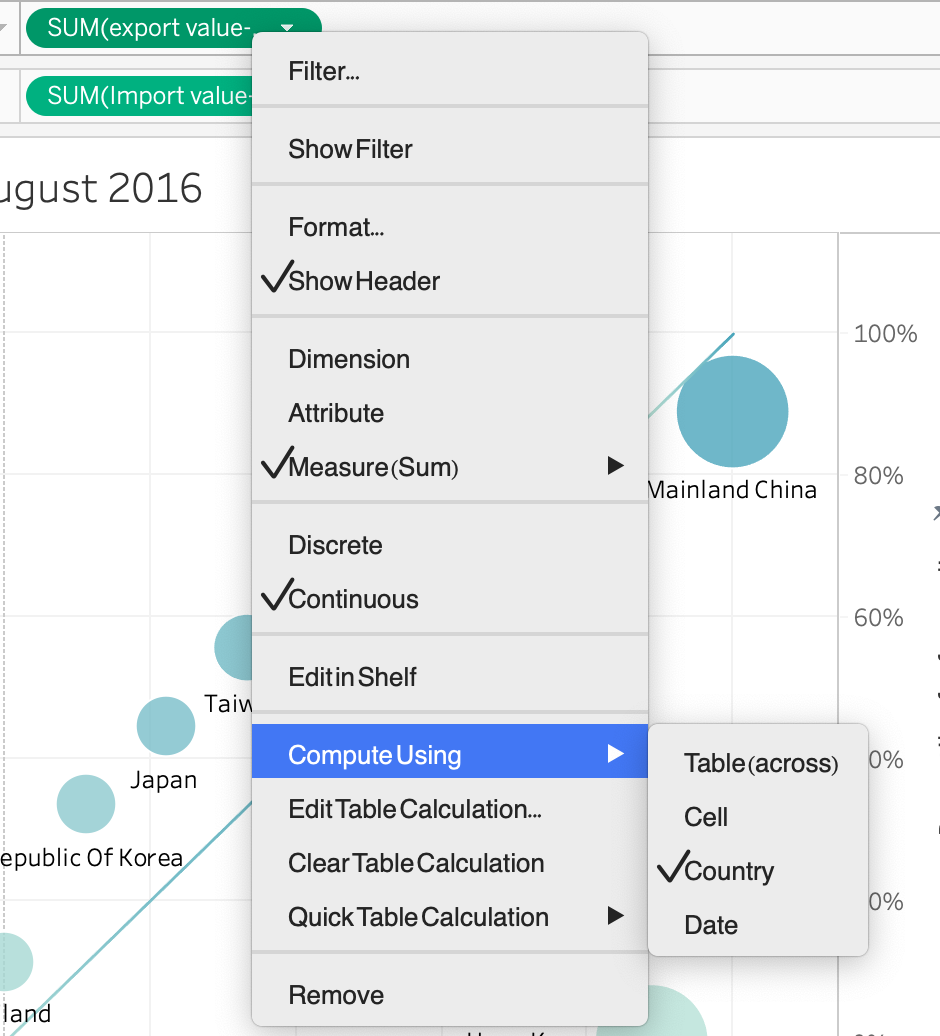 SUM(export value-..
SUM(Import value-
ugust 2016
Filter...
Show Filter
Format...
Show Header
Dimension
Attribute
Measure (Sum)
Discrete
Continuous
Edit in Shelf
Compute Using
Edit Table Calculation...
Clear Table Calculation
Quick Table Calculation
Remove
Table (across)
Cell
Country
Date
100%
80%
60%
0%
0%
Mainland China
Taiw
Japan
epublic Of Korea
land